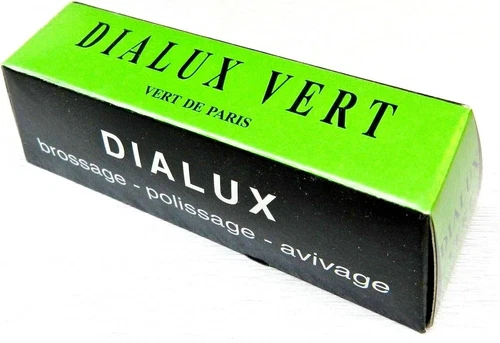 DIALUX VERT
VERT DE PARIS
DIALUX
brossage - polissage - avivage
DIALUX